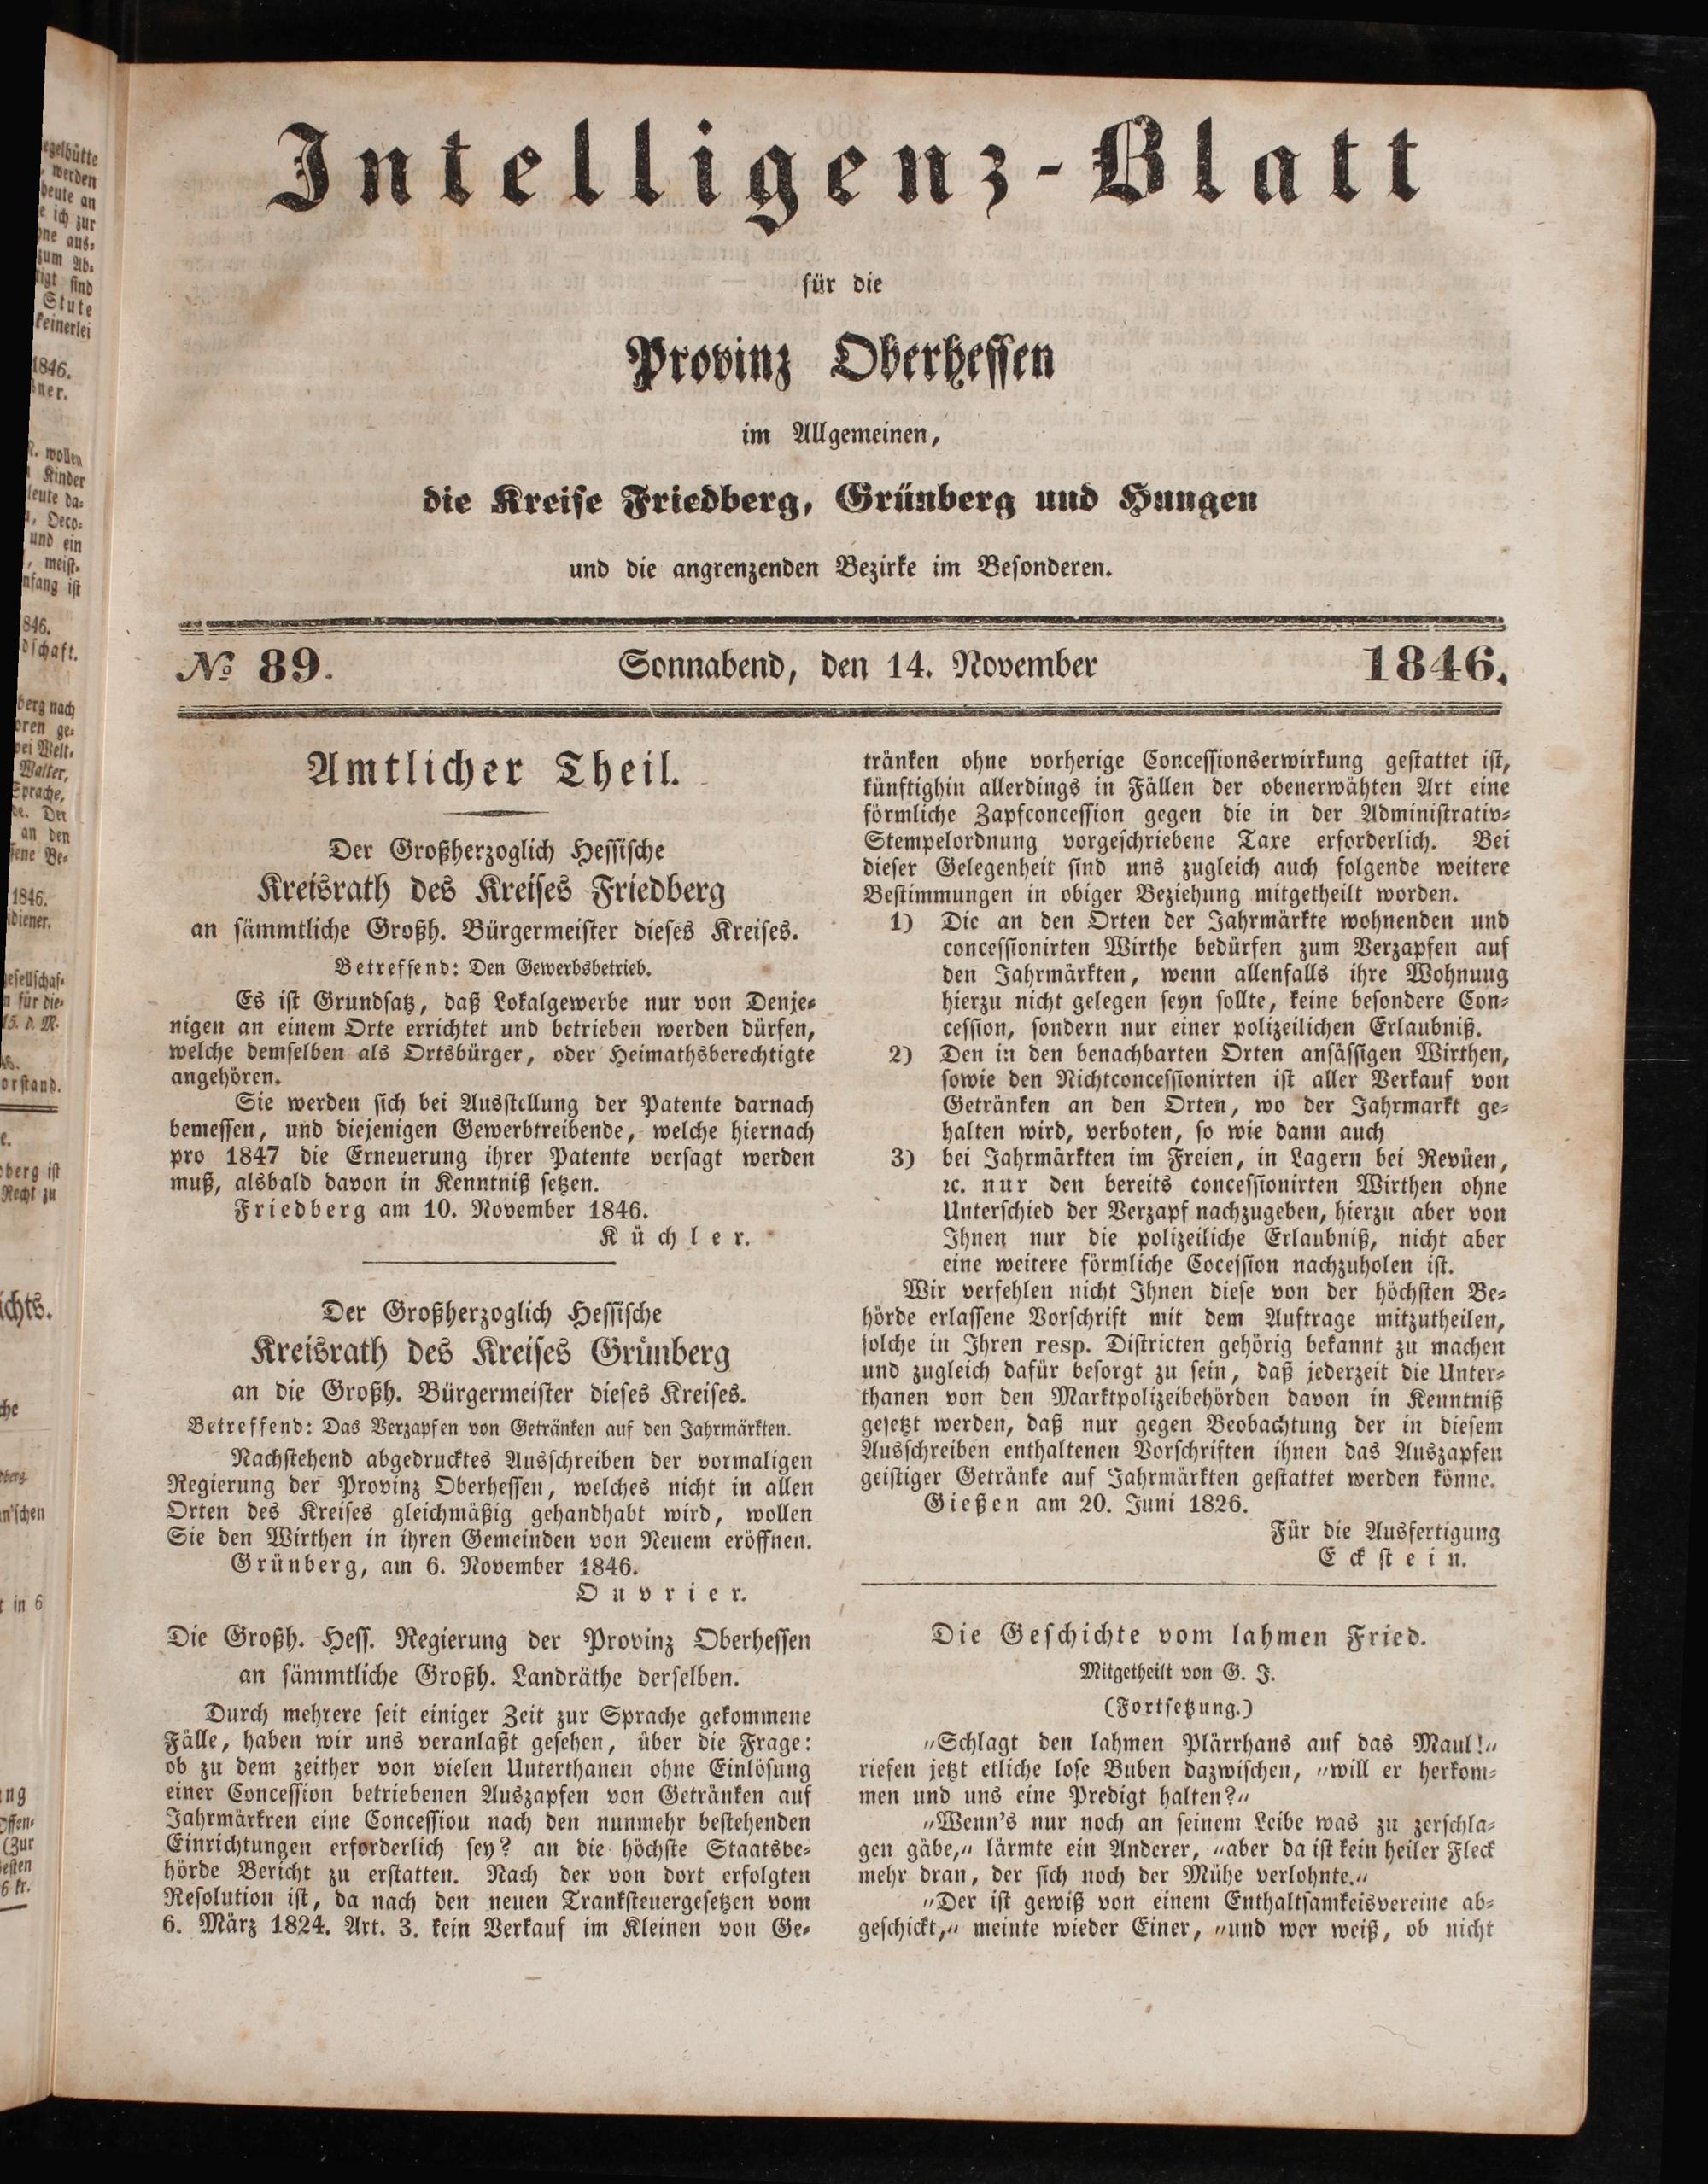 Intelligenz-Blatt
für die
Provinz Oberhessen
im Allgemeinen,
die Kreise Friedberg, Grünberg und Hungen
und die angrenzenden Bezirke im Besonderen.
№ 89. Sonnabend, den 14. November 1846.
Amtlicher Theil.
Der Großherzoglich Hessische
Kreisrath des Kreises Friedberg
an sämmtliche Großh. Bürgermeister dieses Kreises.
Betreffend: Den Gewerbsbetrieb.
Es ist Grundsatz, daß Lokalgewerbe nur von Denje-
nigen an einem Orte errichtet und betrieben werden dürfen,
welche demselben als Ortsbürger, oder Heimathsberechtigte
angehören.
Sie werden sich bei Ausstellung der Patente darnach
bemessen, und diejenigen Gewerbtreibende, welche hiernach
pro 1847 die Erneuerung ihrer Patente versagt werden
muß, alsbald davon in Kenntniß setzen.
Friedberg am 10. November 1846.
Küchler.
Der Großherzoglich Hessische
Kreisrath des Kreises Grünberg
an die Großh. Bürgermeister dieses Kreises.
Betreffend: Das Verzapfen von Getränken auf den Jahrmärkten.
Nachstehend abgedrucktes Ausschreiben der vormaligen
Regierung der Provinz Oberhessen, welches nicht in allen
Orten des Kreises gleichmäßig gehandhabt wird, wollen
Sie den Wirthen in ihren Gemeinden von Neuem eröffnen.
Grünberg, am 6. November 1846.
Ouvrier.
Die Großh. Hess. Regierung der Provinz Oberhessen
an sämmtliche Großh. Landräthe derselben.
Durch mehrere seit einiger Zeit zur Sprache gekommene
Fälle, haben wir uns veranlaßt gesehen, über die Frage:
ob zu dem zeither von vielen Unterthanen ohne Einlösung
einer Concession betriebenen Auszapfen von Getränken auf
Jahrmärkren eine Concessiou nach den nunmehr bestehenden
Einrichtungen erforderlich sey? an die höchste Staatsbe-
hörde Bericht zu erstatten. Nach der von dort erfolgten
Resolution ist, da nach den neuen Tranksteuergesetzen vom
6. März 1824. Art. 3. kein Verkauf im Kleinen von Ge-
tränken ohne vorherige Concessionserwirkung gestattet ist,
künftighin allerdings in Fällen der obenerwähten Art eine
förmliche Zapfconcession gegen die in der Administrativ-
Stempelordnung vorgeschriebene Taxe erforderlich. Bei
dieser Gelegenheit sind uns zugleich auch folgende weitere
Bestimmungen in obiger Beziehung mitgetheilt worden.
1) Die an den Orten der Jahrmärkte wohnenden und
concessionirten Wirthe bedürfen zum Verzapfen auf
den Jahrmärkten, wenn allenfalls ihre Wohnung
hierzu nicht gelegen seyn sollte, keine besondere Con-
cession, sondern nur einer polizeilichen Erlaubniß.
2) Den in den benachbarten Orten ansässigen Wirthen,
sowie den Nichtconcessionirten ist aller Verkauf von
Getränken an den Orten, wo der Jahrmarkt ge-
halten wird, verboten, so wie dann auch
3) bei Jahrmärkten im Freien, in Lagern bei Revüen,
ꝛc. nur den bereits concessionirten Wirthen ohne
Unterschied der Verzapf nachzugeben, hierzu aber von
Ihnen nur die polizeiliche Erlaubniß, nicht aber
eine weitere förmliche Cocession nachzuholen ist.
Wir verfehlen nicht Ihnen diese von der höchsten Be-
hörde erlassene Vorschrift mit dem Auftrage mitzutheilen,
solche in Ihren resp. Districten gehörig bekannt zu machen
und zugleich dafür besorgt zu sein, daß jederzeit die Unter-
thanen von den Marktpolizeibehörden davon in Kenntniß
gesetzt werden, daß nur gegen Beobachtung der in diesem
Ausschreiben enthaltenen Vorschriften ihnen das Auszapfen
geistiger Getränke auf Jahrmärkten gestattet werden könne.
Gießen am 20. Juni 1826.
Für die Ausfertigung
Eckstein.
Die Geschichte vom lahmen Fried.
Mitgetheilt von G. J.
(Fortsetzung.)
„Schlagt den lahmen Plärrhans auf das Maul!„
riefen jetzt etliche lose Buben dazwischen, „will er herkom-
men und uns eine Predigt halten?„
„Wenn's nur noch an seinem Leibe was zu zerschla-
gen gäbe,„ lärmte ein Anderer, „aber da ist kein heiler Fleck
mehr dran, der sich noch der Mühe verlohnte.„
„Der ist gewiß von einem Enthaltsamkeisvereine ab-
geschickt,„ meinte wieder Einer, „und wer weiß, ob nicht